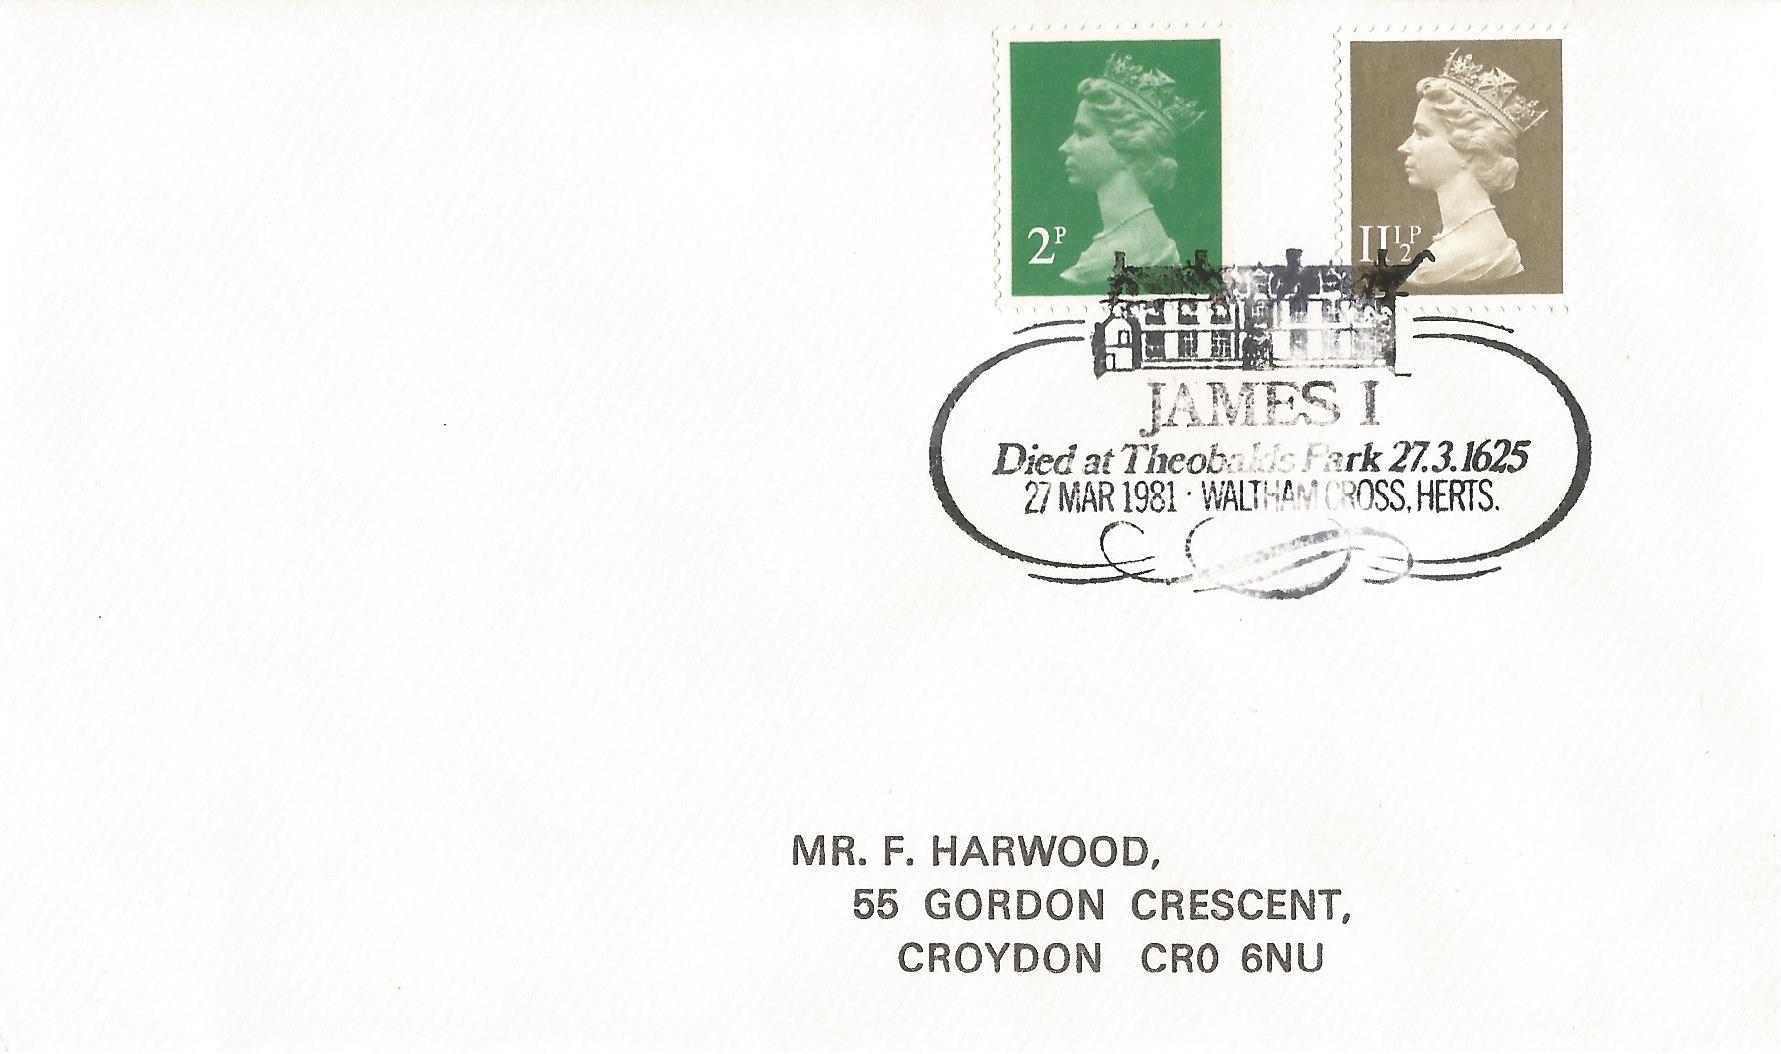 2P
11½P
JAMES I
Died at Theobalds Park 27.3.1625
27 MAR 1981 · WALTHAM CROSS, HERTS.
MR. F. HARWOOD,
55 GORDON CRESCENT,
CROYDON CR0 6NU